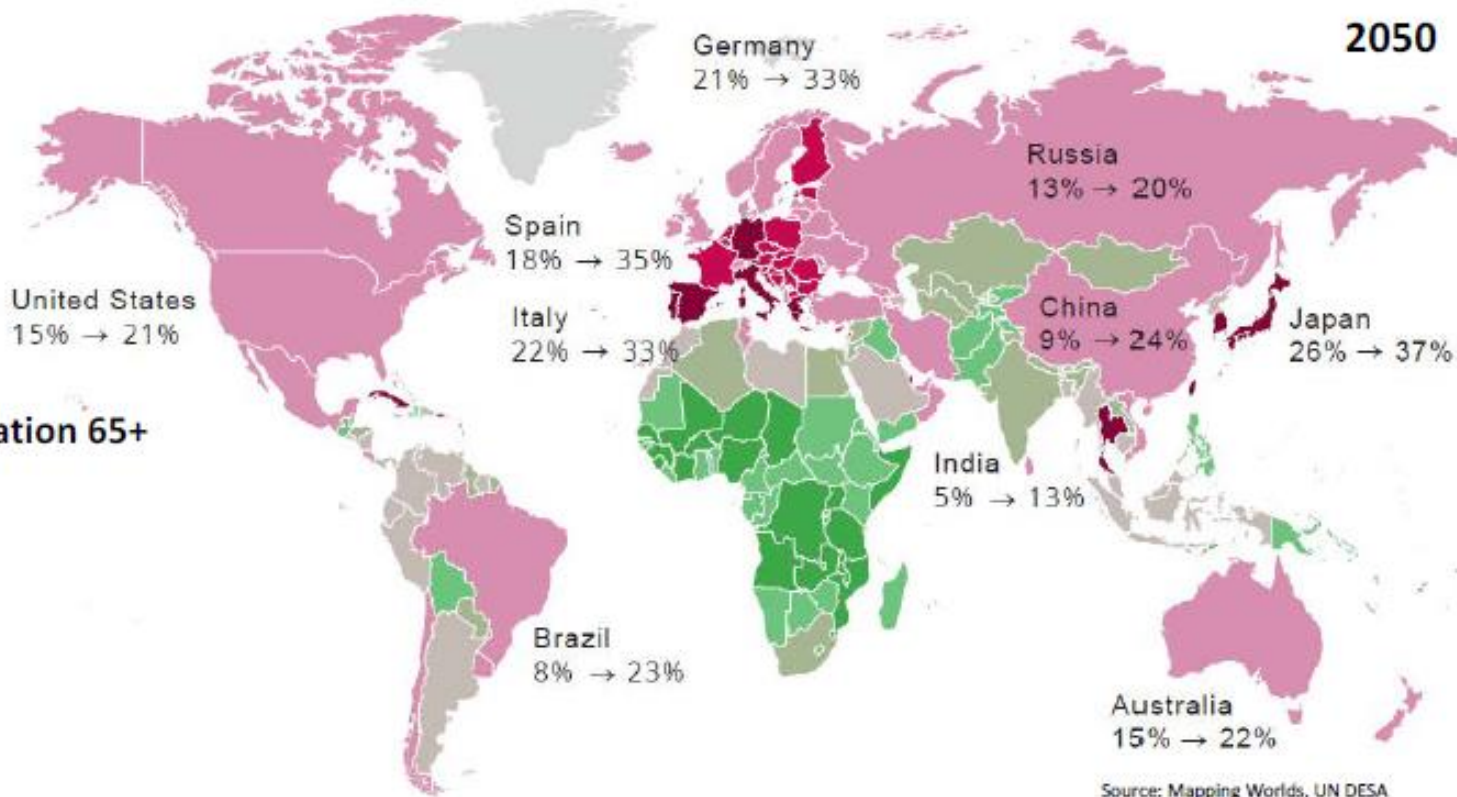 2050
Germany
21% → 33%
Russia
13% → 20%
Spain
18% → 35%
United States
15% → 21%
Italy
22% → 33%
China
9% → 24%
Japan
26% → 37%
ation 65+
India
5% → 13%
Brazil
8% → 23%
Australia
15% → 22%
Source: Mapping Worlds, UN DESA